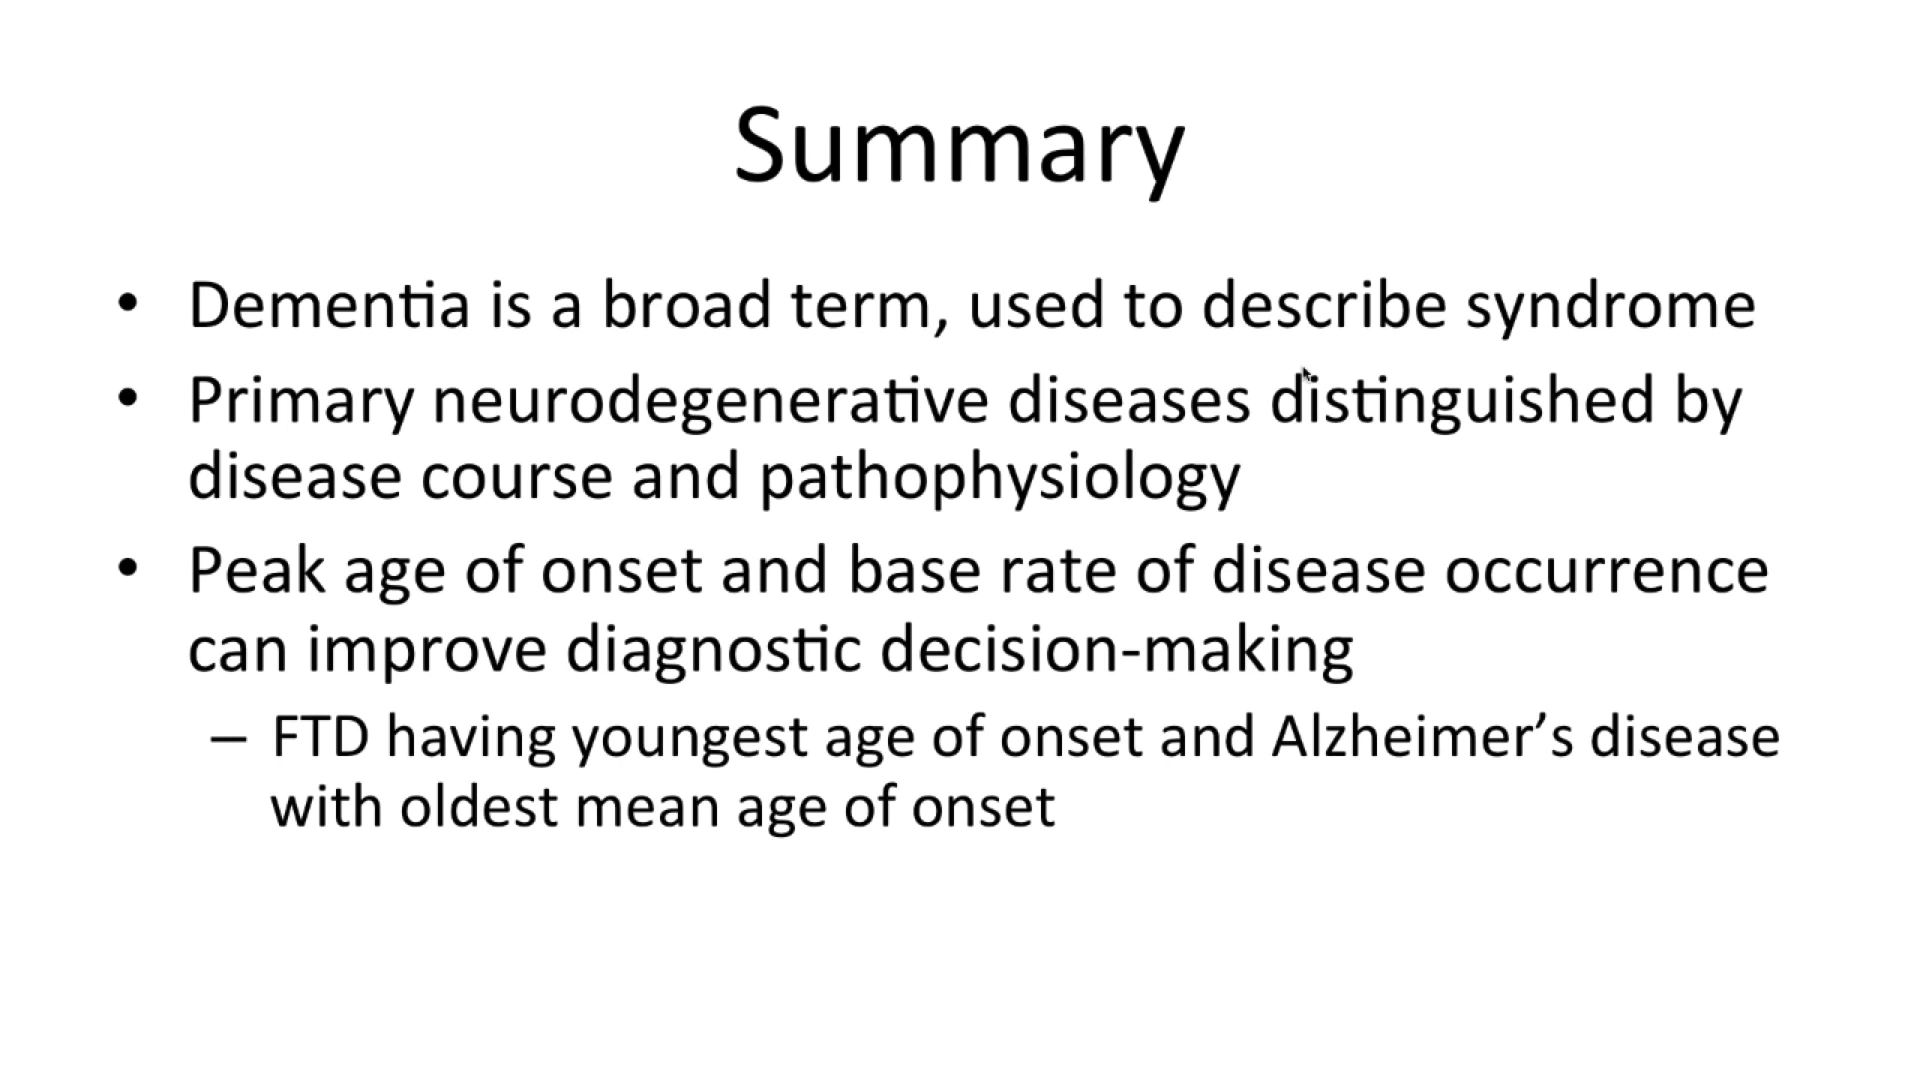 Summary
• Dementia is a broad term, used to describe syndrome
• Primary neurodegenerative diseases distinguished by
disease course and pathophysiology
• Peak age of onset and base rate of disease occurrence
can improve diagnostic decision-making
– FTD having youngest age of onset and Alzheimer’s disease
with oldest mean age of onset